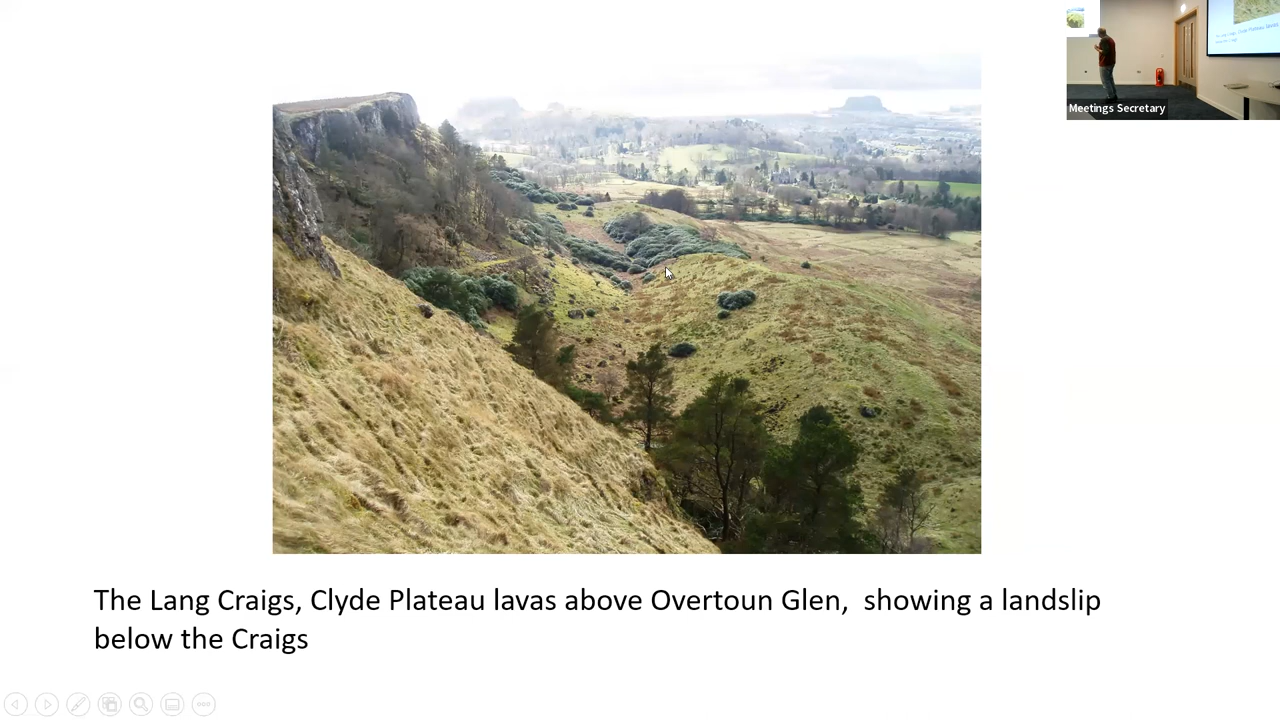 Meetings Secretary
The Lang Craigs, Clyde Plateau lavas above Overtoun Glen,  showing a landslip
below the Craigs